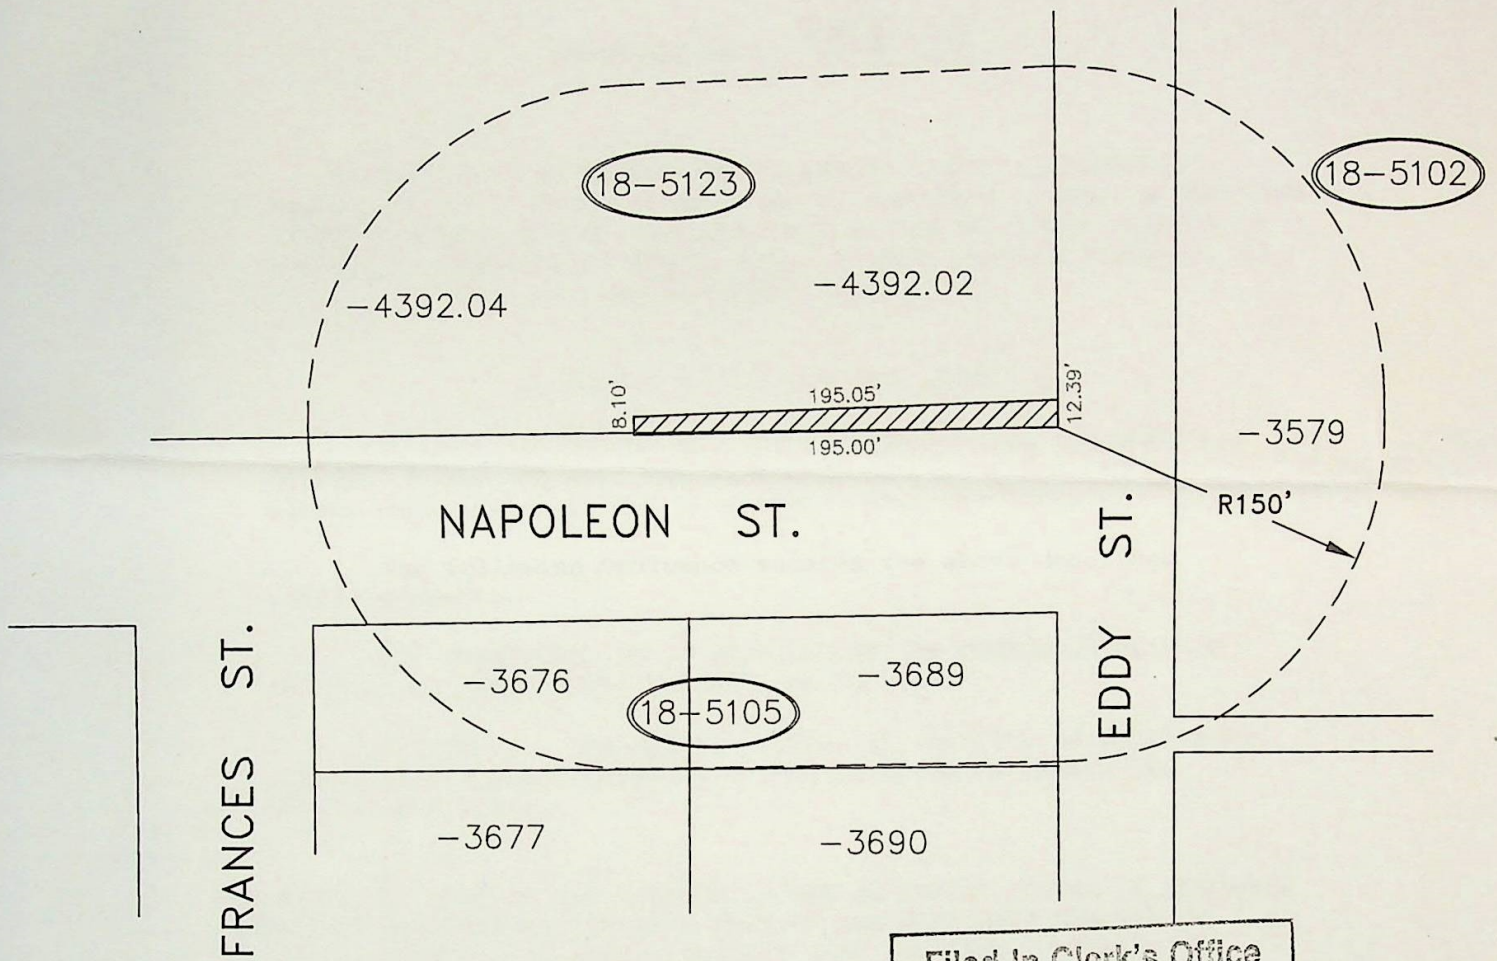 18-5123
18-5102
-4392.04
-4392.02
8.10'
195.05'
12.39'
195.00'
-3579
R150'
NAPOLEON ST.
EDDY ST.
FRANCES ST.
-3676
-3689
18-5105
-3677
-3690
Filed in Clerk's Office